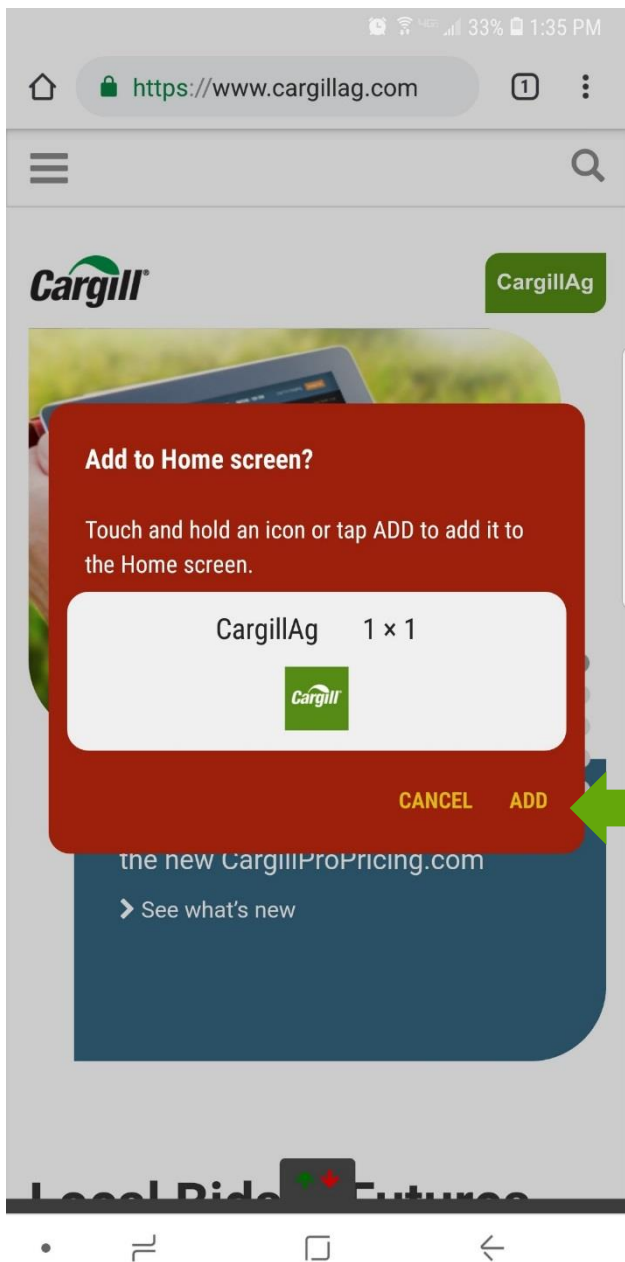 33% 1:35 PM
https://www.cargillag.com
1
Cargill®
CargillAg
Add to Home screen?
Touch and hold an icon or tap ADD to add it to
the Home screen.
CargillAg 1 × 1
Cargill
CANCEL ADD
the new CargillProPricing.com
See what's new
Local Bids Futures